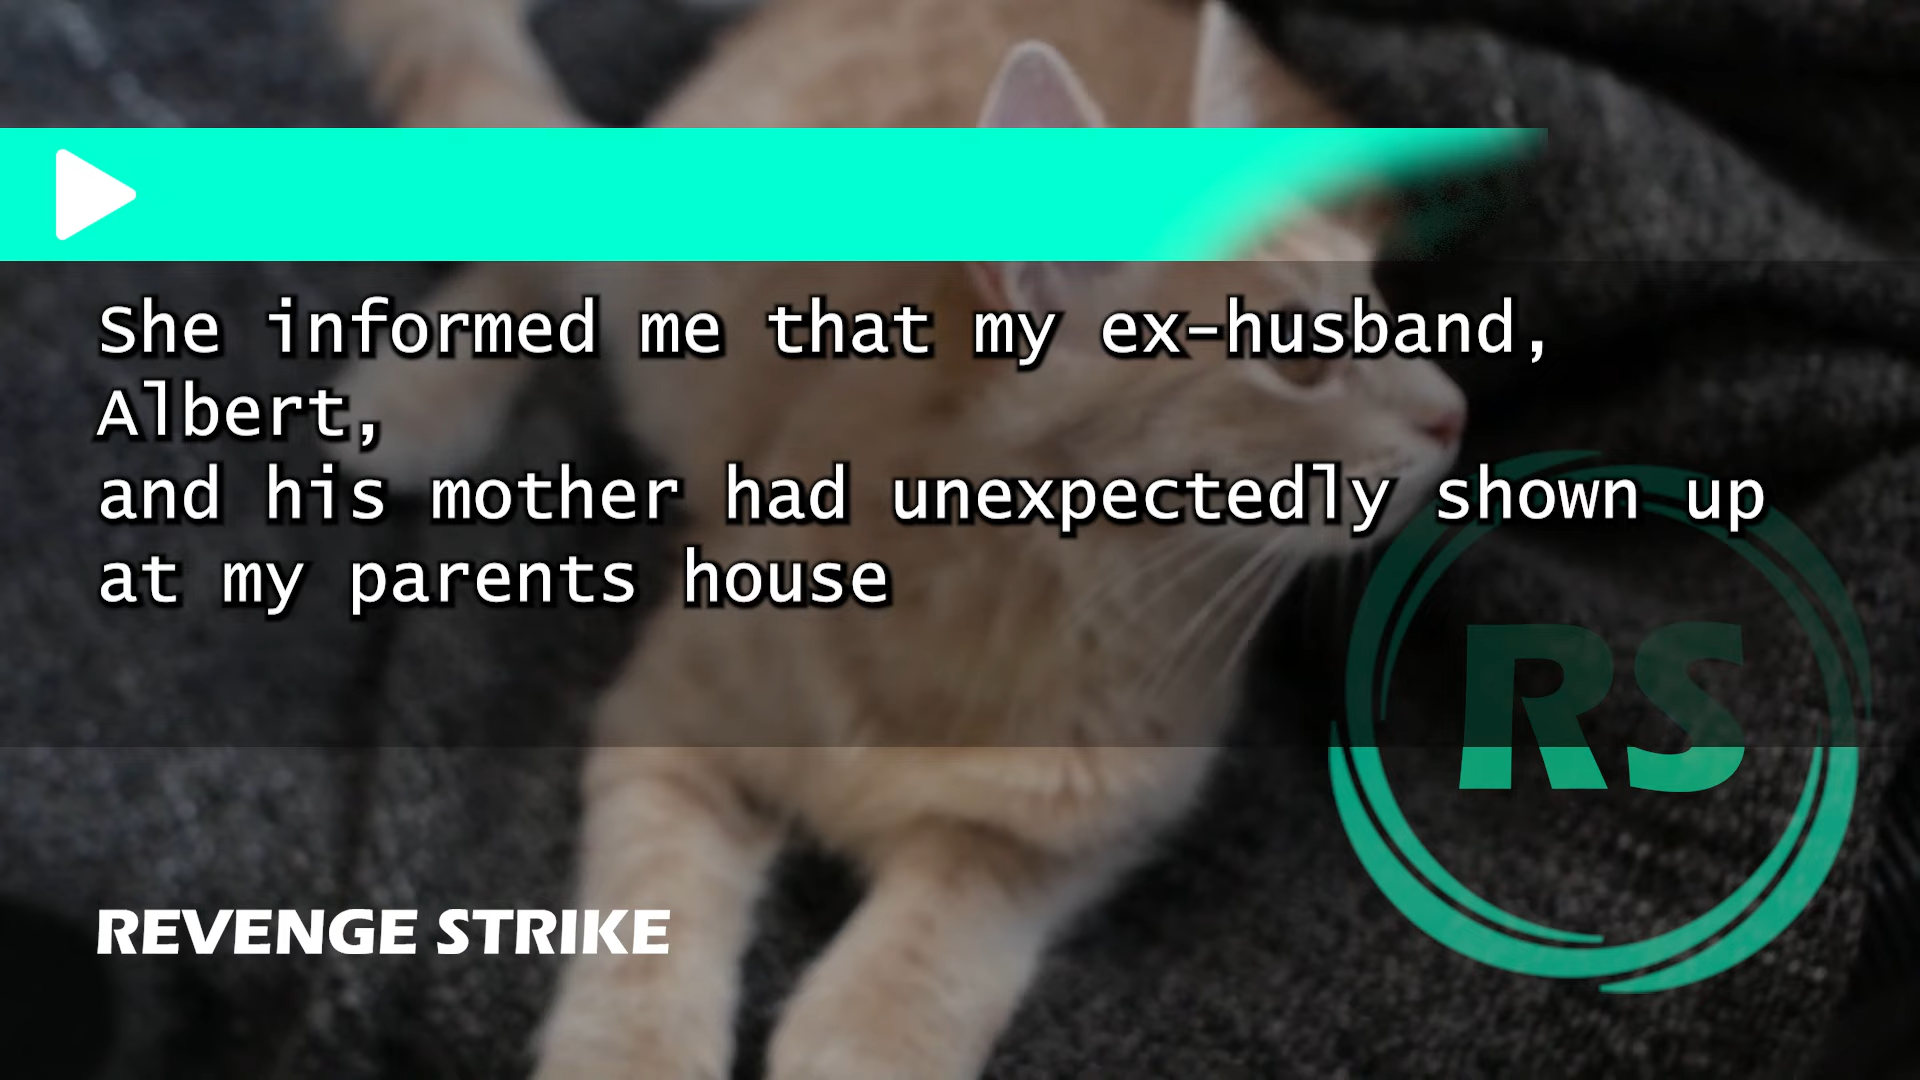 She informed me that my ex-husband,
Albert,
and his mother had unexpectedly shown up
at my parents house
RS
REVENGE STRIKE